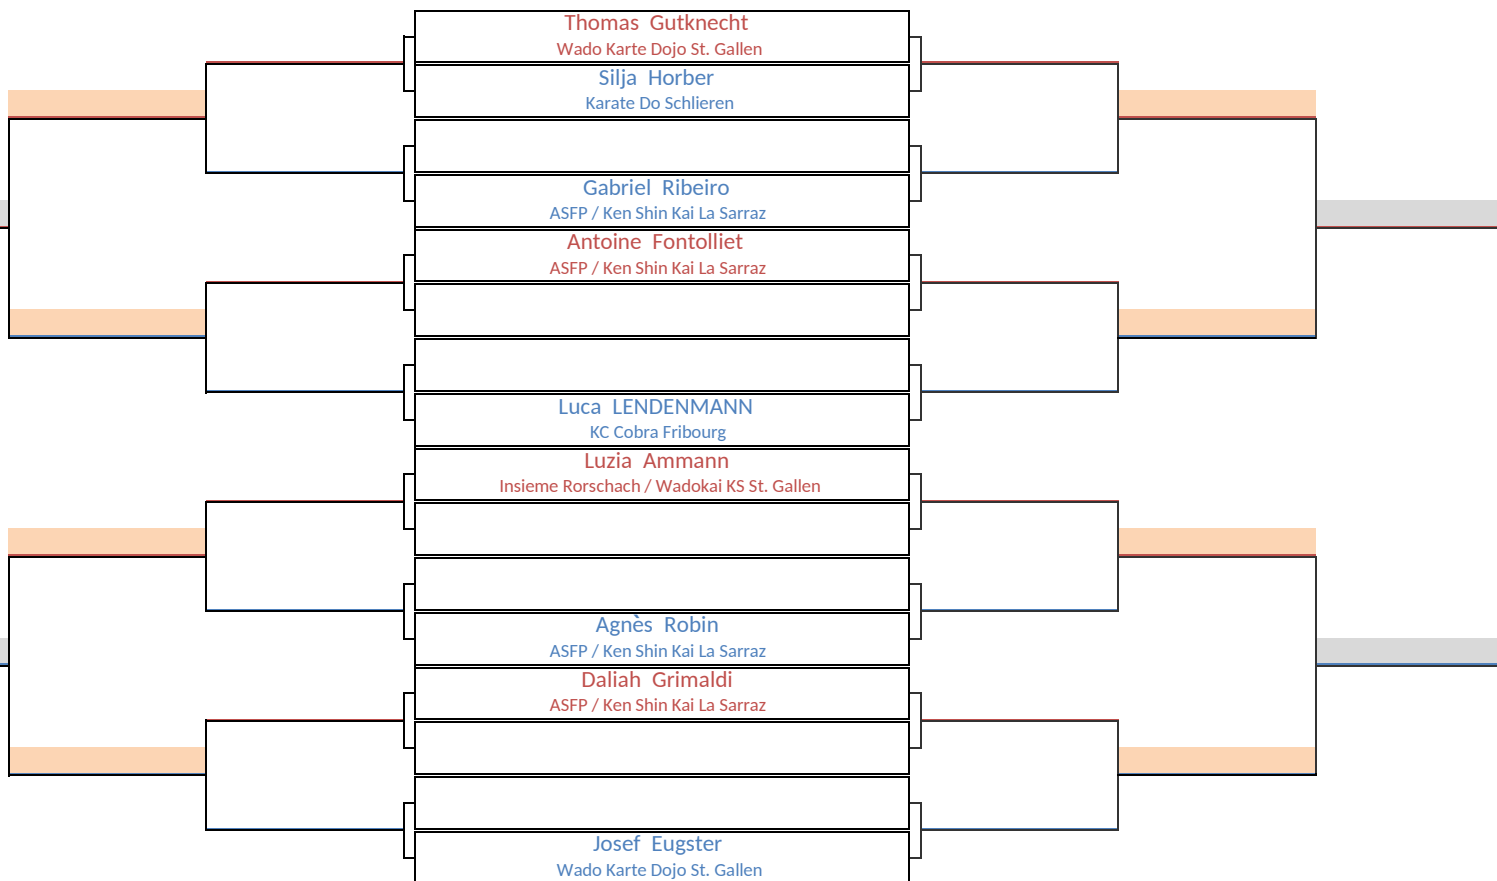 Thomas Gutknecht
Wado Karte Dojo St. Gallen
Silja Horber
Karate Do Schlieren
Gabriel Ribeiro
ASFP / Ken Shin Kai La Sarraz
Antoine Fontolliet
ASFP / Ken Shin Kai La Sarraz
Luca LENDENMANN
KC Cobra Fribourg
Luzia Ammann
Insieme Rorschach / Wadokai KS St. Gallen
Agnès Robin
ASFP / Ken Shin Kai La Sarraz
Daliah Grimaldi
ASFP / Ken Shin Kai La Sarraz
Josef Eugster
Wado Karte Dojo St. Gallen